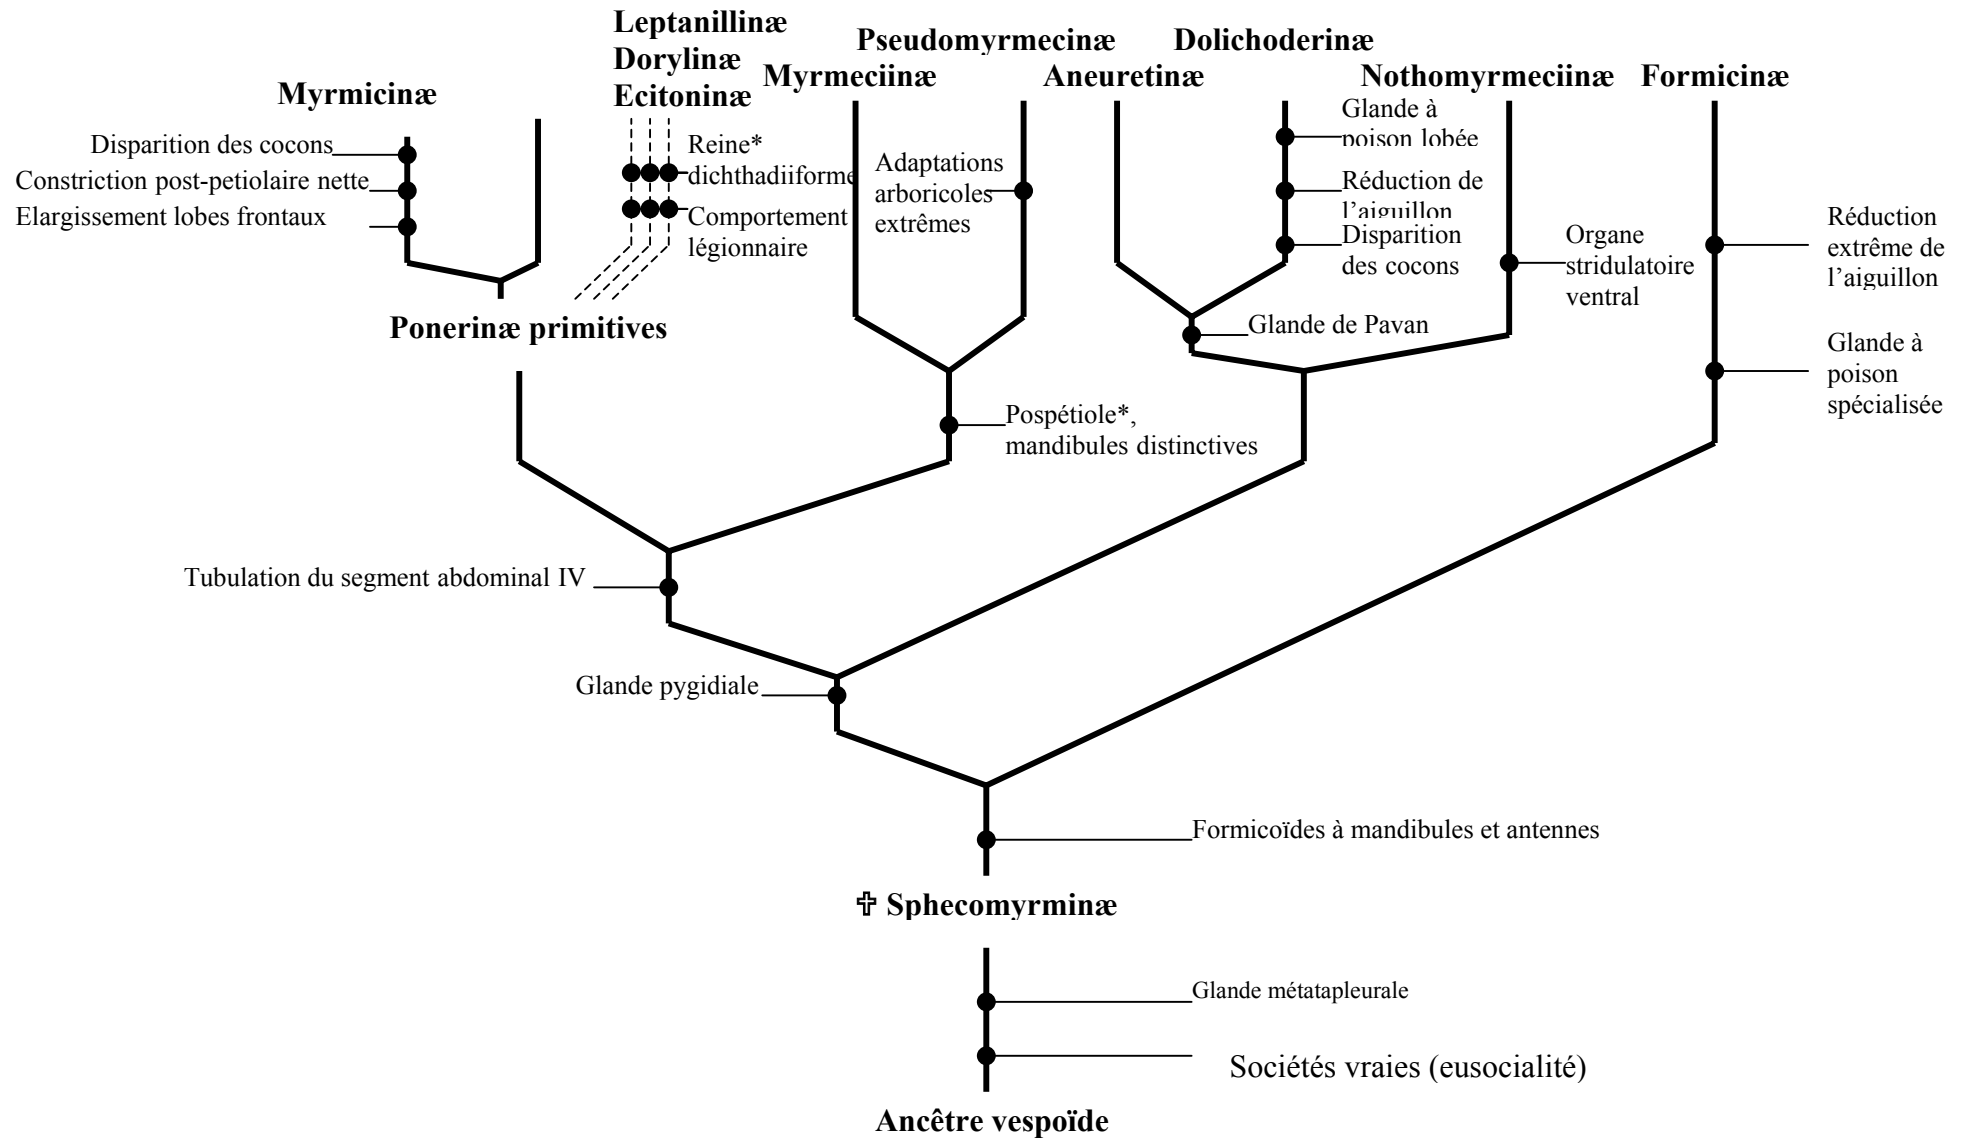 Leptanillinæ
Dorylinæ
Ecitoninæ
Pseudomyrmecinæ
Dolichoderinæ
Myrmicinæ
Myrmeciinæ
Aneuretinæ
Nothomyrmeciinæ
Formicinæ
Disparition des cocons
Constriction post-petiolaire nette
Elargissement lobes frontaux
Reine*
dichthadiiforme
Comportement
légionnaire
Adaptations
arboricoles
extrêmes
Glande à
poison lobée
Réduction de
l’aiguillon
Disparition
des cocons
Organe
stridulatoire
ventral
Réduction
extrême de
l’aiguillon
Glande à
poison
spécialisée
Ponerinæ primitives
Glande de Pavan
Pospétiole*,
mandibules distinctives
Tubulation du segment abdominal IV
Glande pygidiale
Formicoïdes à mandibules et antennes
✞ Sphecomyrminæ
Glande métatapleurale
Sociétés vraies (eusocialité)
Ancêtre vespoïde